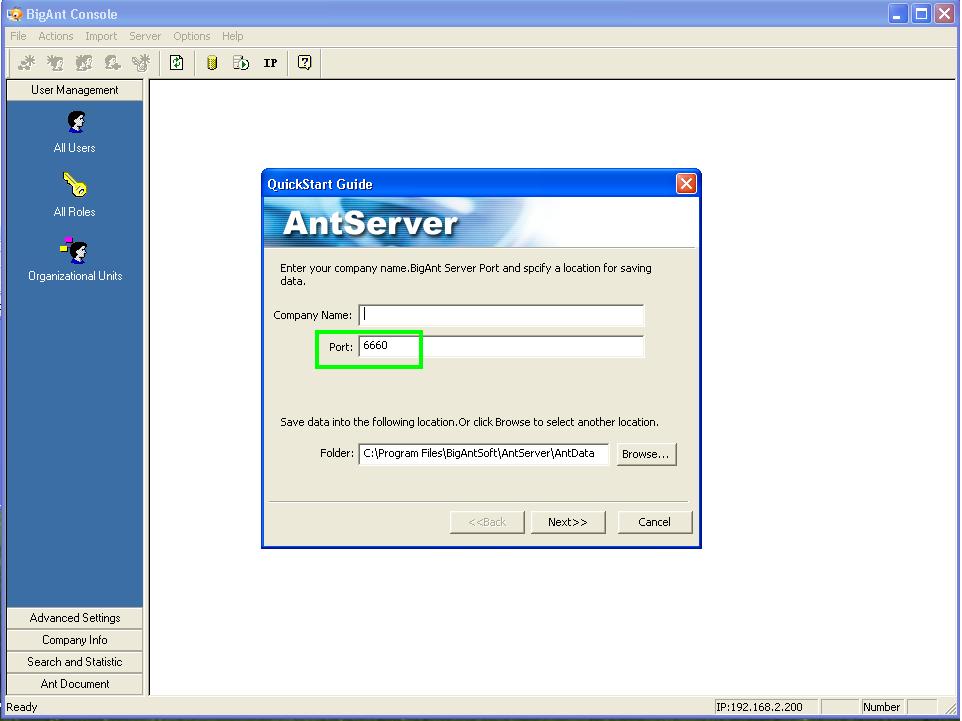 BigAnt Console
File Actions Import Server Options Help
IP
User Management
All Users
All Roles
Organizational Units
QuickStart Guide
AntServer
Enter your company name.BigAnt Server Port and spcify a location for saving
data.
Company Name:
Port: 6660
Save data into the following location.Or click Browse to select another location.
Folder: C:\Program Files\BigAntSoft\AntServer\AntData Browse...
<<Back Next>> Cancel
Advanced Settings
Company Info
Search and Statistic
Ant Document
Ready IP:192.168.2.200 Number